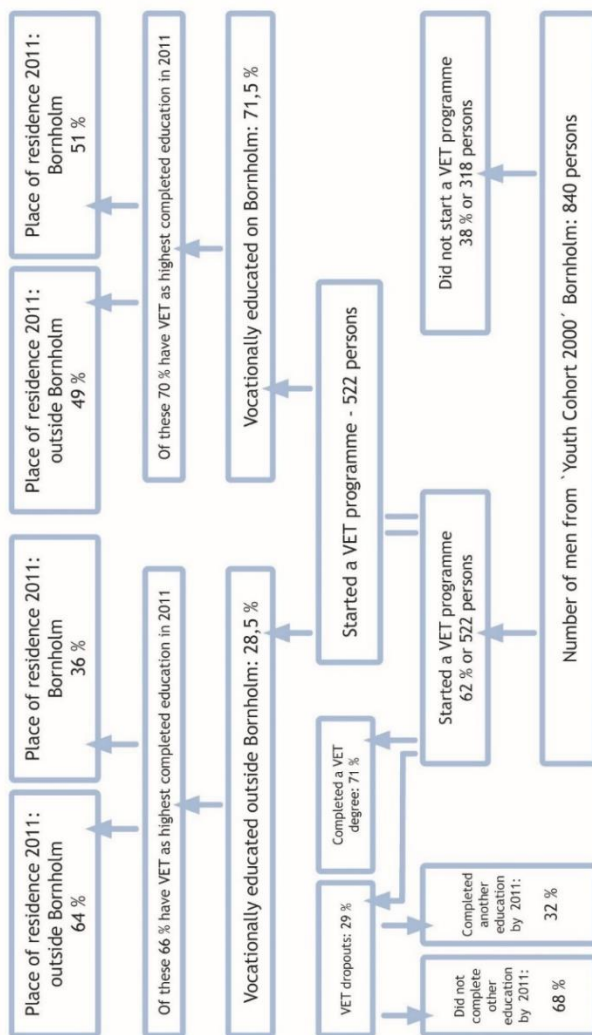 Place of residence 2011:
outside Bornholm
64 %
Place of residence 2011:
Bornholm
36 %
Place of residence 2011:
outside Bornholm
49 %
Place of residence 2011:
Bornholm
51 %
Of these 66 % have VET as highest completed education in 2011
Of these 70 % have VET as highest completed education in 2011
Vocationally educated outside Bornholm: 28,5 %
Vocationally educated on Bornholm: 71,5 %
VET dropouts: 29 %
Completed a VET
degree: 71 %
Started a VET programme - 522 persons
Did not
complete
other
education
by 2011:
68 %
Completed
another
education
by 2011:
32 %
Started a VET programme
62 % or 522 persons
Did not start a VET programme
38 % or 318 persons
Number of men from `Youth Cohort 2000´ Bornholm: 840 persons